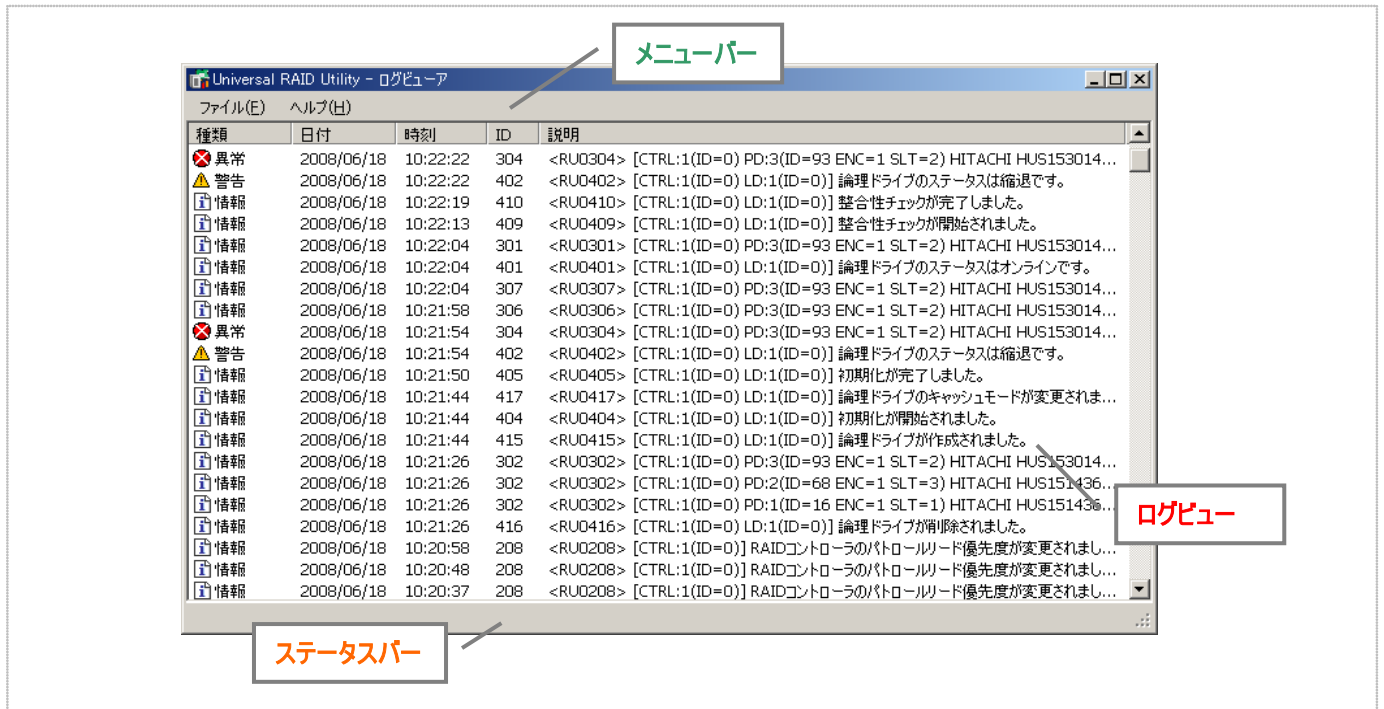 メニューバー
Universal RAID Utility - ログビューア
ファイル(F) ヘルプ(H)
種類 日付 時刻 ID 説明
異常 2008/06/18 10:22:22 304 <RU0304> [CTRL:1(ID=0) PD:3(ID=93 ENC=1 SLT=2) HITACHI HUS153014...
警告 2008/06/18 10:22:22 402 <RU0402> [CTRL:1(ID=0) LD:1(ID=0)] 論理ドライブのステータスは縮退です。
情報 2008/06/18 10:22:19 410 <RU0410> [CTRL:1(ID=0) LD:1(ID=0)] 整合性チェックが完了しました。
情報 2008/06/18 10:22:13 409 <RU0409> [CTRL:1(ID=0) LD:1(ID=0)] 整合性チェックが開始されました。
情報 2008/06/18 10:22:04 301 <RU0301> [CTRL:1(ID=0) PD:3(ID=93 ENC=1 SLT=2) HITACHI HUS153014...
情報 2008/06/18 10:22:04 401 <RU0401> [CTRL:1(ID=0) LD:1(ID=0)] 論理ドライブのステータスはオンラインです。
情報 2008/06/18 10:22:04 307 <RU0307> [CTRL:1(ID=0) PD:3(ID=93 ENC=1 SLT=2) HITACHI HUS153014...
情報 2008/06/18 10:21:58 306 <RU0306> [CTRL:1(ID=0) PD:3(ID=93 ENC=1 SLT=2) HITACHI HUS153014...
異常 2008/06/18 10:21:54 304 <RU0304> [CTRL:1(ID=0) PD:3(ID=93 ENC=1 SLT=2) HITACHI HUS153014...
警告 2008/06/18 10:21:54 402 <RU0402> [CTRL:1(ID=0) LD:1(ID=0)] 論理ドライブのステータスは縮退です。
情報 2008/06/18 10:21:50 405 <RU0405> [CTRL:1(ID=0) LD:1(ID=0)] 初期化が完了しました。
情報 2008/06/18 10:21:44 417 <RU0417> [CTRL:1(ID=0) LD:1(ID=0)] 論理ドライブのキャッシュモードが変更されま...
情報 2008/06/18 10:21:44 404 <RU0404> [CTRL:1(ID=0) LD:1(ID=0)] 初期化が開始されました。
情報 2008/06/18 10:21:44 415 <RU0415> [CTRL:1(ID=0) LD:1(ID=0)] 論理ドライブが作成されました。
情報 2008/06/18 10:21:26 302 <RU0302> [CTRL:1(ID=0) PD:3(ID=93 ENC=1 SLT=2) HITACHI HUS153014...
情報 2008/06/18 10:21:26 302 <RU0302> [CTRL:1(ID=0) PD:2(ID=68 ENC=1 SLT=3) HITACHI HUS151436...
情報 2008/06/18 10:21:26 302 <RU0302> [CTRL:1(ID=0) PD:1(ID=16 ENC=1 SLT=1) HITACHI HUS151436...
情報 2008/06/18 10:21:26 416 <RU0416> [CTRL:1(ID=0) LD:1(ID=0)] 論理ドライブが削除されました。
情報 2008/06/18 10:20:58 208 <RU0208> [CTRL:1(ID=0)] RAIDコントローラのパトロールリード優先度が変更されまし...
情報 2008/06/18 10:20:48 208 <RU0208> [CTRL:1(ID=0)] RAIDコントローラのパトロールリード優先度が変更されまし...
情報 2008/06/18 10:20:37 208 <RU0208> [CTRL:1(ID=0)] RAIDコントローラのパトロールリード優先度が変更されまし...
ログビュー
ステータスバー